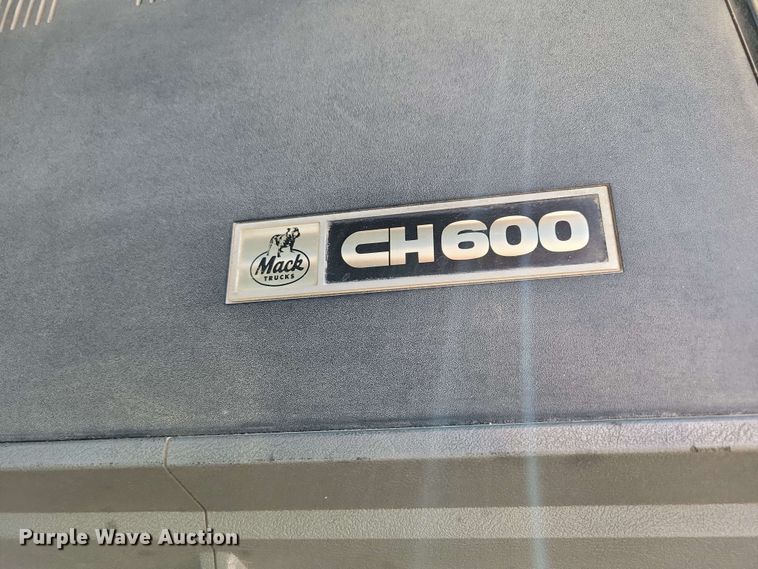 Mack
TRUCKS
CH600
Purple Wave Auction